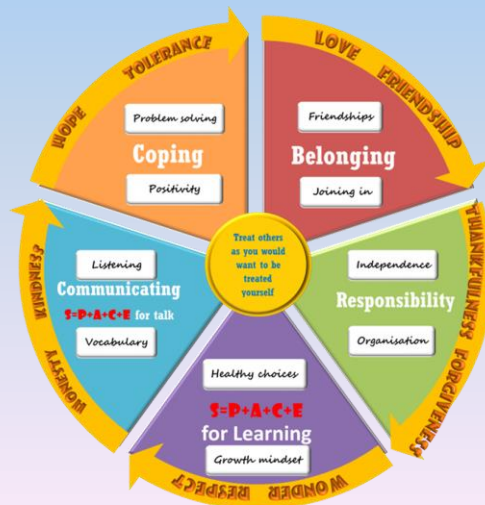 HOPE TOLERANCE
LOVE FRIENDSHIP
Problem solving
Coping
Positivity
Friendships
Belonging
Joining in
THANKFULNESS FORGIVENESS
Independence
Responsibility
Organisation
Treat others
as you would
want to be
treated
yourself
HONESTY KINDNESS
Listening
Communicating
S=P+A+C+E for talk
Vocabulary
Healthy choices
S=P+A+C+E
for Learning
Growth mindset
WONDER RESPECT